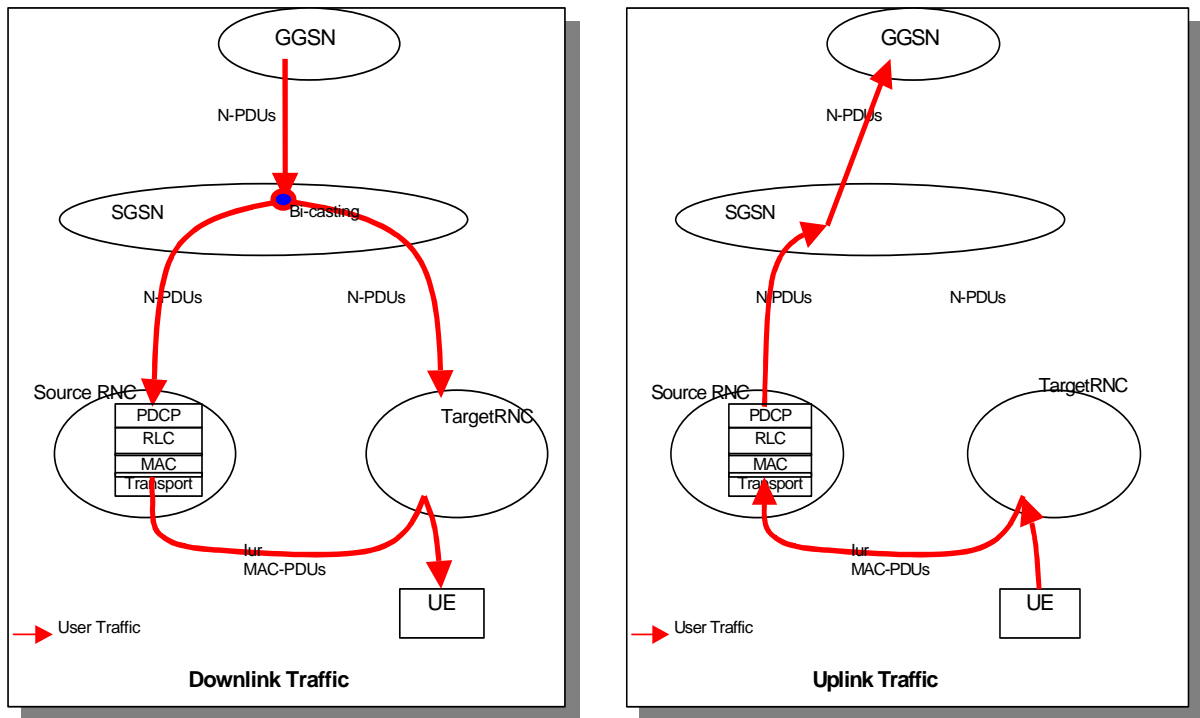 GGSN
N-PDUs
SGSN
Bi-casting
N-PDUs
N-PDUs
Source RNC
PDCP
RLC
MAC
Transport
TargetRNC
Iur
MAC-PDUs
UE
User Traffic
Downlink Traffic
GGSN
N-PDUs
SGSN
N-PDUs
N-PDUs
Source RNC
PDCP
RLC
MAC
Transport
TargetRNC
Iur
MAC-PDUs
UE
User Traffic
Uplink Traffic